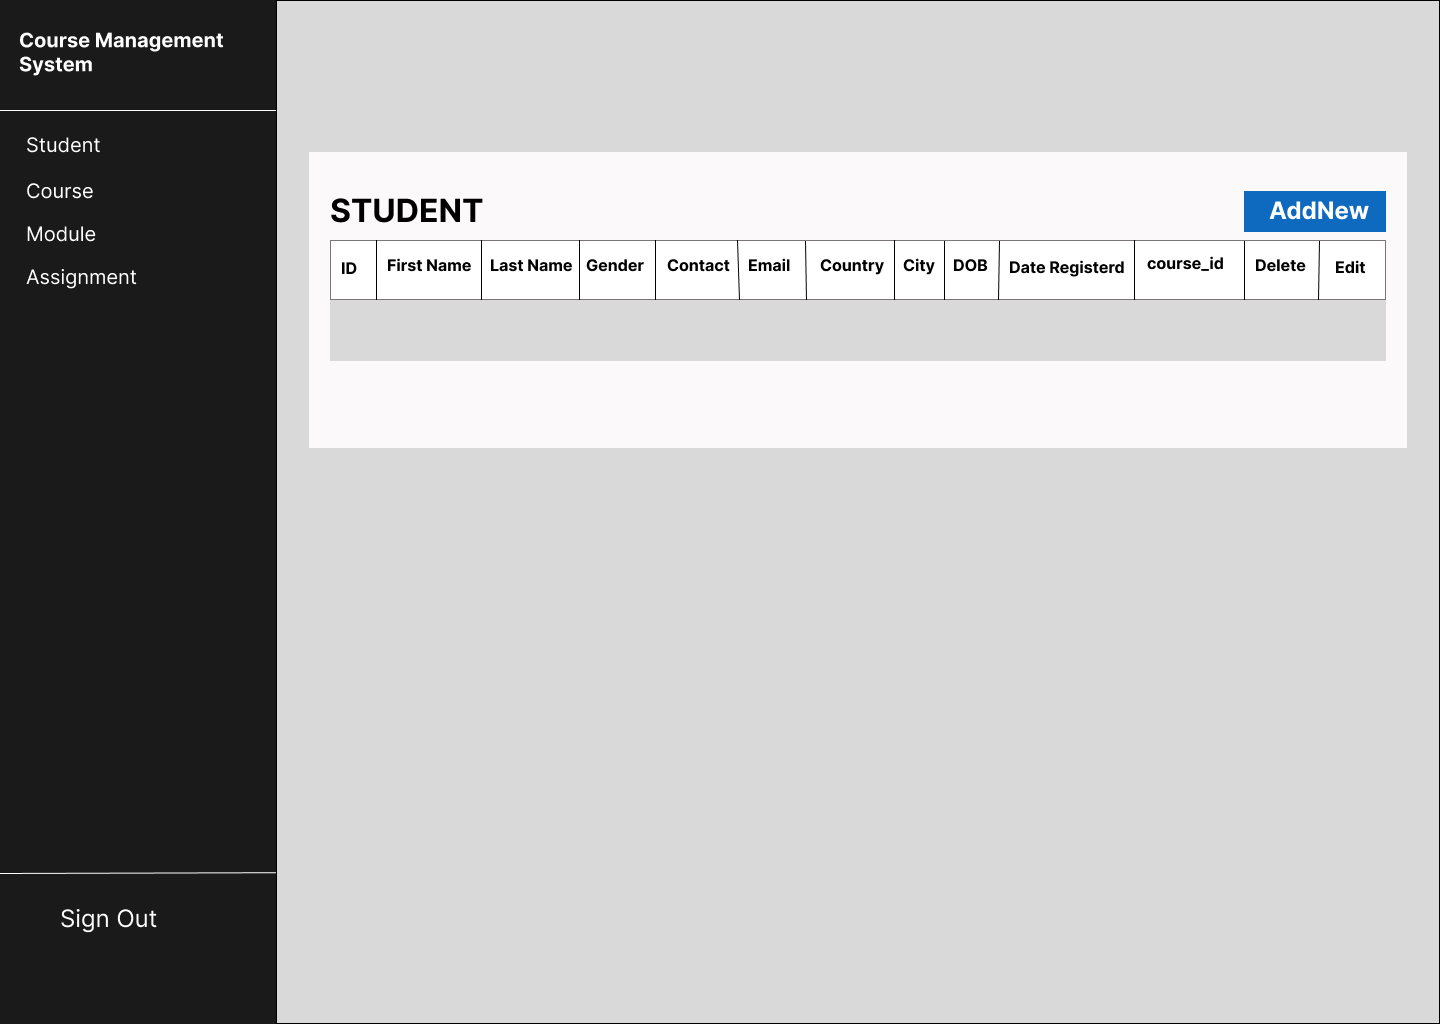 Course Management
System
Student
Course
Module
Assignment
Sign Out
STUDENT
AddNew
ID First Name Last Name Gender Contact Email Country City DOB Date Registerd course_id Delete Edit